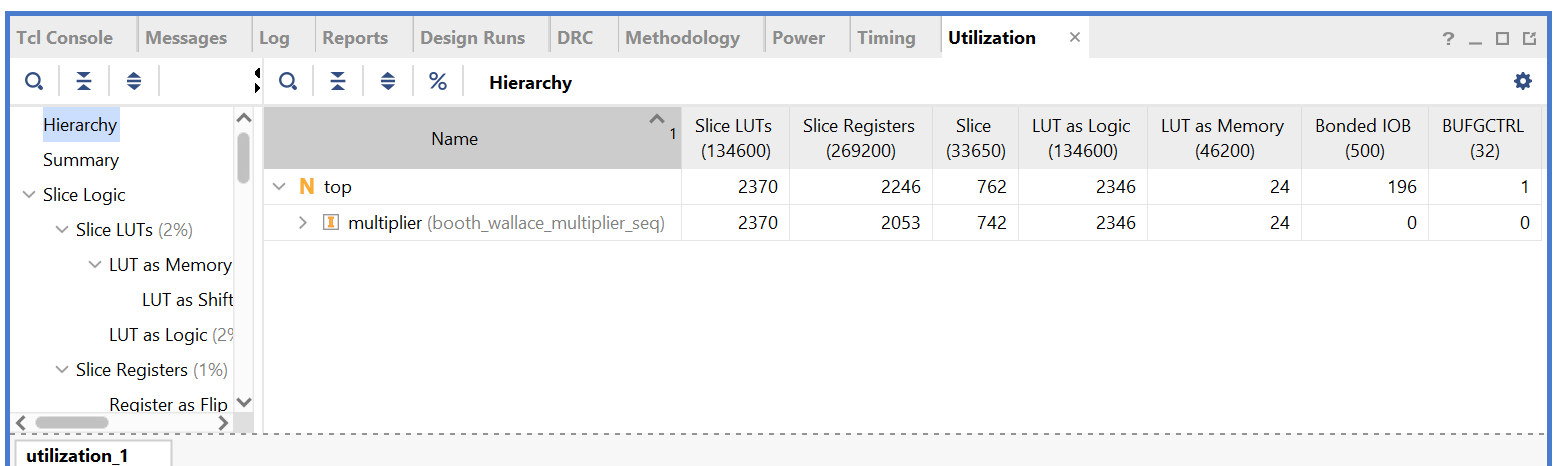 Tcl Console Messages Log Reports Design Runs DRC Methodology Power Timing Utilization × ? _
% Hierarchy
Hierarchy
Summary
Slice Logic
Slice LUTs (2%)
LUT as Memory
LUT as Shift
LUT as Logic (2%
Slice Registers (1%)
Register as Flip
Name 1 Slice LUTs (134600) Slice Registers (269200) Slice (33650) LUT as Logic (134600) LUT as Memory (46200) Bonded IOB (500) BUFGCTRL (32)
N top 2370 2246 762 2346 24 196 1
I multiplier (booth_wallace_multiplier_seq) 2370 2053 742 2346 24 0 0
utilization_1